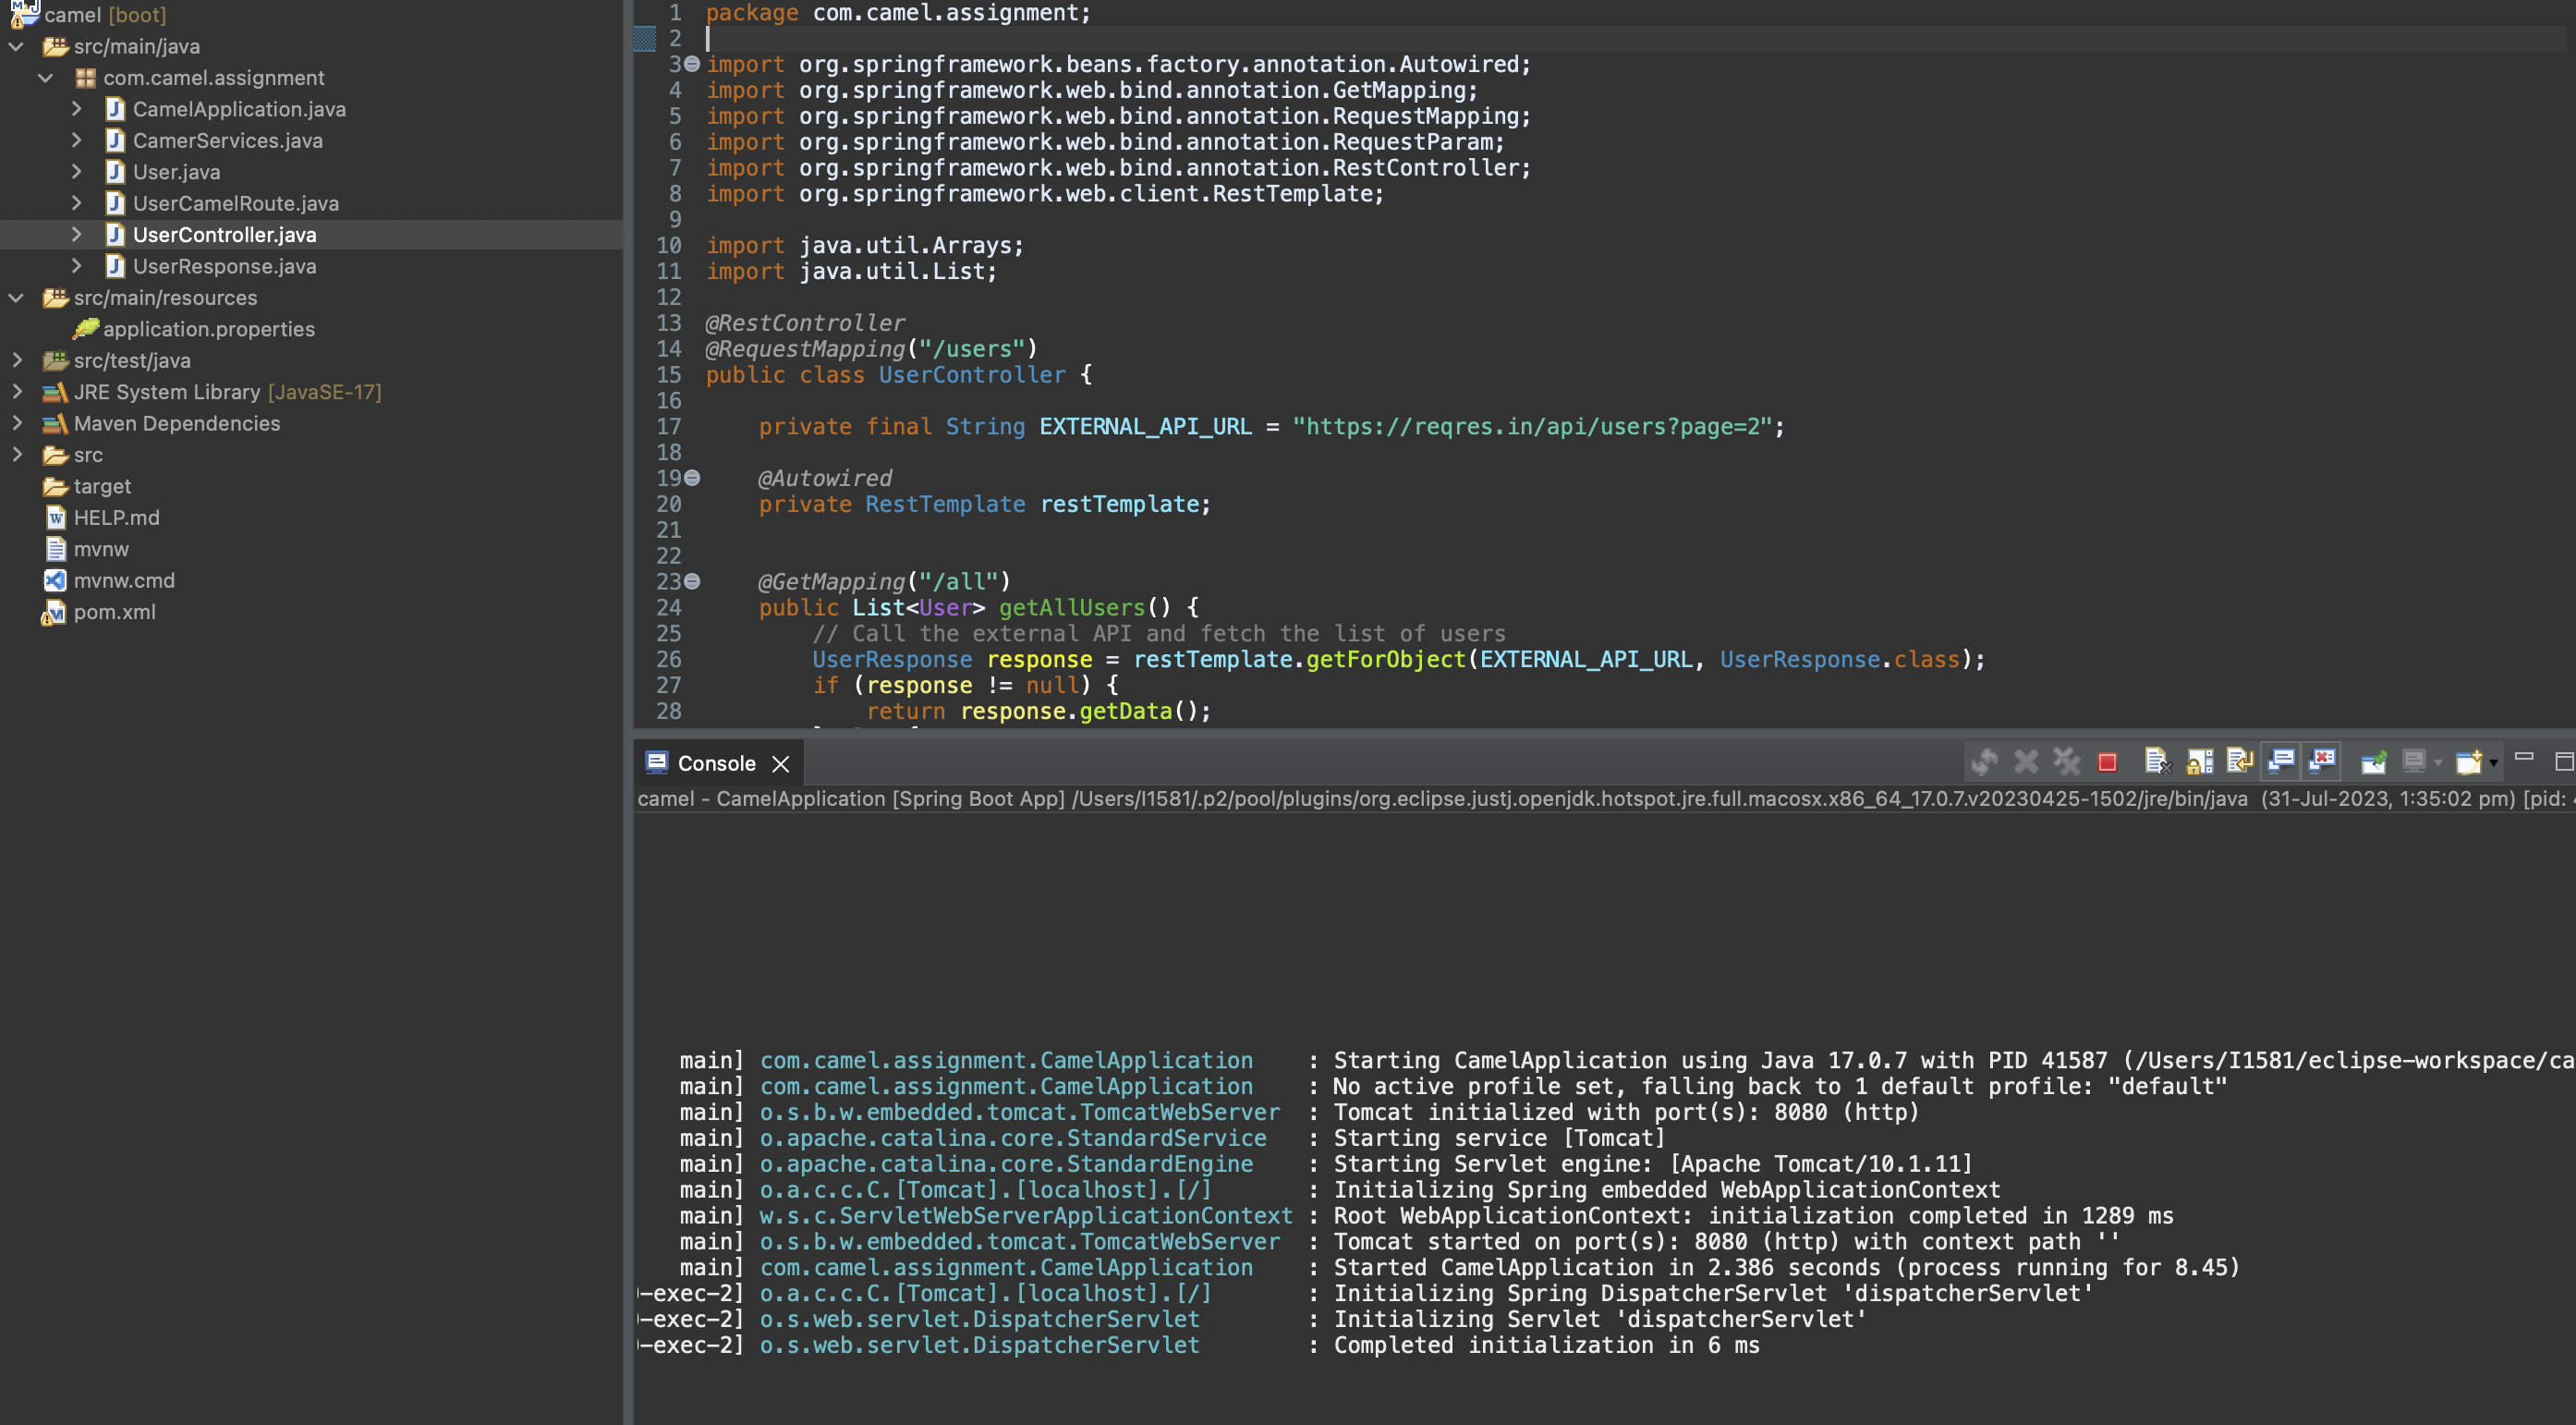 camel [boot]
src/main/java
com.camel.assignment
CamelApplication.java
CamerServices.java
User.java
UserCamelRoute.java
UserController.java
UserResponse.java
src/main/resources
application.properties
src/test/java
JRE System Library [JavaSE-17]
Maven Dependencies
src
target
HELP.md
mvnw
mvnw.cmd
pom.xml
1 package com.camel.assignment;
2
3 import org.springframework.beans.factory.annotation.Autowired;
4 import org.springframework.web.bind.annotation.GetMapping;
5 import org.springframework.web.bind.annotation.RequestMapping;
6 import org.springframework.web.bind.annotation.RequestParam;
7 import org.springframework.web.bind.annotation.RestController;
8 import org.springframework.web.client.RestTemplate;
9
10 import java.util.Arrays;
11 import java.util.List;
12
13 @RestController
14 @RequestMapping("/users")
15 public class UserController {
16
17 private final String EXTERNAL_API_URL = "https://reqres.in/api/users?page=2";
18
19 @Autowired
20 private RestTemplate restTemplate;
21
22
23 @GetMapping("/all")
24 public List<User> getAllUsers() {
25 // Call the external API and fetch the list of users
26 UserResponse response = restTemplate.getForObject(EXTERNAL_API_URL, UserResponse.class);
27 if (response != null) {
28 return response.getData();
Console
camel - CamelApplication [Spring Boot App] /Users/I1581/.p2/pool/plugins/org.eclipse.justj.openjdk.hotspot.jre.full.macosx.x86_64_17.0.7.v20230425-1502/jre/bin/java (31-Jul-2023, 1:35:02 pm) [pid:
main] com.camel.assignment.CamelApplication : Starting CamelApplication using Java 17.0.7 with PID 41587 (/Users/I1581/eclipse-workspace/ca
main] com.camel.assignment.CamelApplication : No active profile set, falling back to 1 default profile: "default"
main] o.s.b.w.embedded.tomcat.TomcatWebServer : Tomcat initialized with port(s): 8080 (http)
main] o.apache.catalina.core.StandardService : Starting service [Tomcat]
main] o.apache.catalina.core.StandardEngine : Starting Servlet engine: [Apache Tomcat/10.1.11]
main] o.a.c.c.C.[Tomcat].[localhost].[/] : Initializing Spring embedded WebApplicationContext
main] w.s.c.ServletWebServerApplicationContext : Root WebApplicationContext: initialization completed in 1289 ms
main] o.s.b.w.embedded.tomcat.TomcatWebServer : Tomcat started on port(s): 8080 (http) with context path ''
main] com.camel.assignment.CamelApplication : Started CamelApplication in 2.386 seconds (process running for 8.45)
-exec-2] o.a.c.c.C.[Tomcat].[localhost].[/] : Initializing Spring DispatcherServlet 'dispatcherServlet'
-exec-2] o.s.web.servlet.DispatcherServlet : Initializing Servlet 'dispatcherServlet'
-exec-2] o.s.web.servlet.DispatcherServlet : Completed initialization in 6 ms